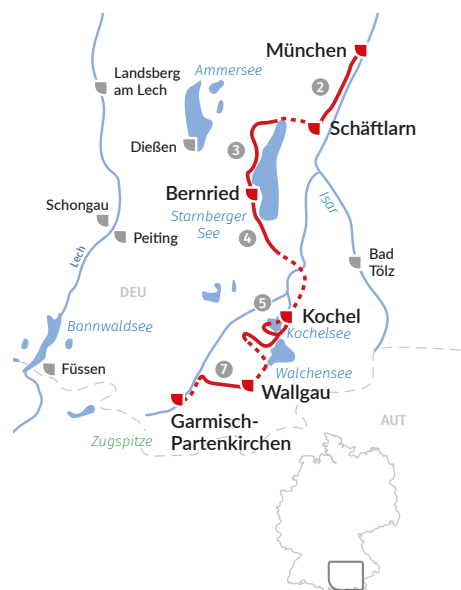 München
Landsberg
am Lech
Ammersee
2
Schäftlarn
Dießen
3
Bernried
Isar
Schongau
Starnberger
See
Peiting
4
Lech
Bad
Tölz
DEU
5
Kochel
Bannwaldsee
Kochelsee
Füssen
7
Walchensee
Wallgau
Garmisch-
Partenkirchen
AUT
Zugspitze